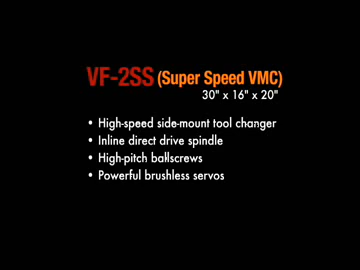 VF-2SS (Super Speed VMC)
30" x 16" x 20"
• High-speed side-mount tool changer
• Inline direct drive spindle
• High-pitch ballscrews
• Powerful brushless servos